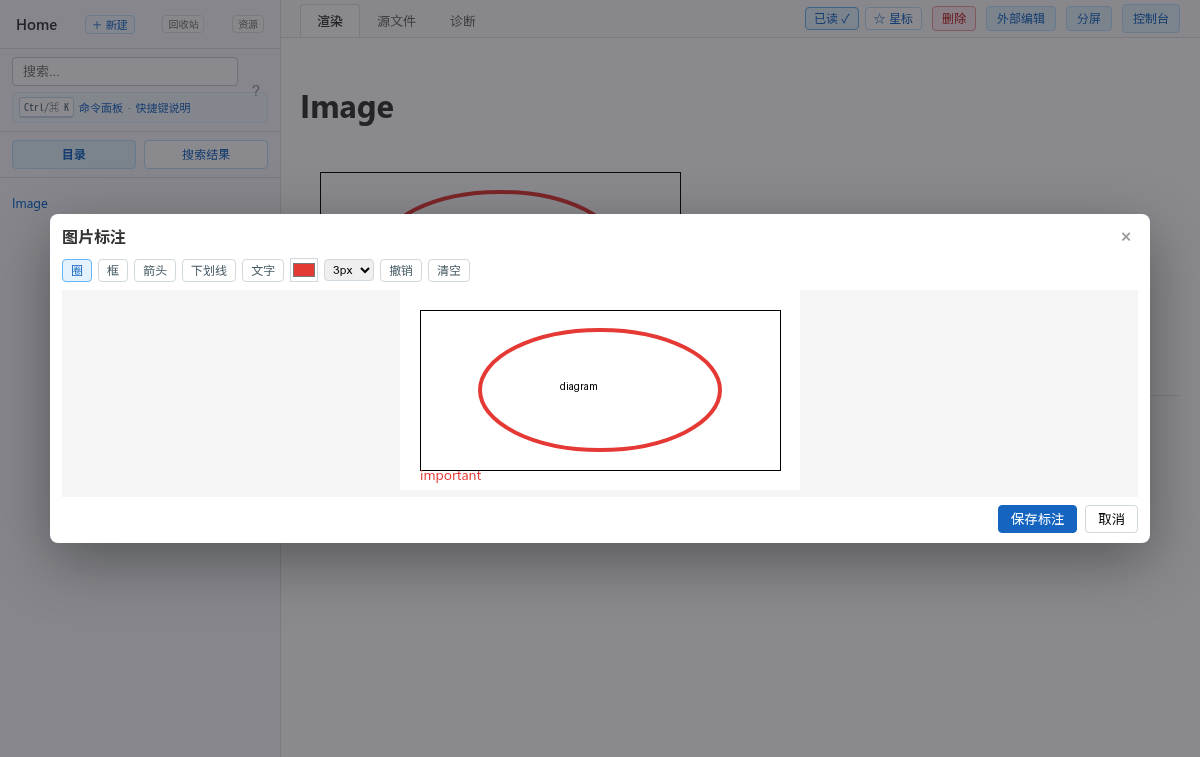 Home
+ 新建
回收站
资源
渲染
源文件
诊断
已读 ✓
☆ 星标
删除
外部编辑
分屏
控制台
搜索...
?
Ctrl/⌘ K 命令面板 · 快捷键说明
目录
搜索结果
Image
Image
图片标注
×
圈
框
箭头
下划线
文字
3px
撤销
清空
diagram
important
保存标注
取消